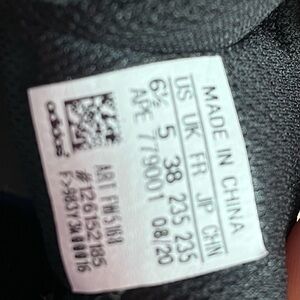 MADE IN CHINA
US UK FR JP CHN
6½ 5 38 235 235
APE 779001 08/20
ART FW5168
#126152185
adidas